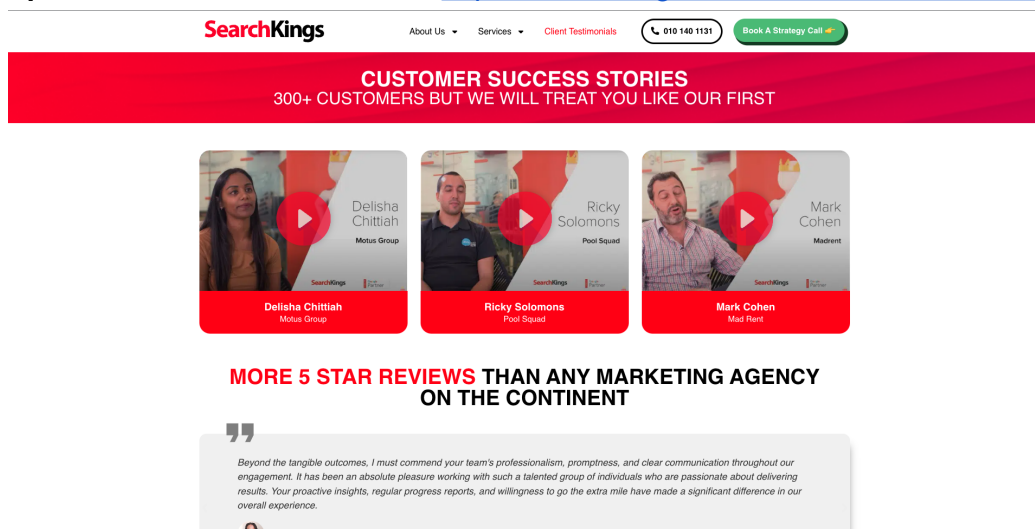 SearchKings
About Us
Services
Client Testimonials
010 140 1131
Book A Strategy Call
CUSTOMER SUCCESS STORIES
300+ CUSTOMERS BUT WE WILL TREAT YOU LIKE OUR FIRST
Delisha
Chittiah
Motus Group
SearchKings
Partner
Delisha Chittiah
Motus Group
Ricky
Solomons
Pool Squad
SearchKings
Partner
Ricky Solomons
Pool Squad
Mark
Cohen
Madrent
SearchKings
Partner
Mark Cohen
Mad Rent
MORE 5 STAR REVIEWS THAN ANY MARKETING AGENCY
ON THE CONTINENT
Beyond the tangible outcomes, I must commend your team's professionalism, promptness, and clear communication throughout our
engagement. It has been an absolute pleasure working with such a talented group of individuals who are passionate about delivering
results. Your proactive insights, regular progress reports, and willingness to go the extra mile have made a significant difference in our
overall experience.